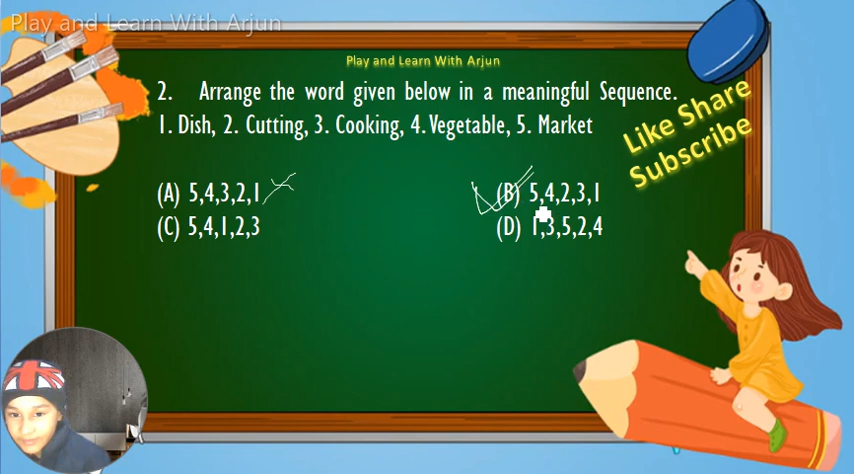 Play and Learn With Arjun
Play and Learn With Arjun
2. Arrange the word given below in a meaningful Sequence.
1. Dish, 2. Cutting, 3. Cooking, 4. Vegetable, 5. Market
Like Share
Subscribe
(A) 5,4,3,2,1
(B) 5,4,2,3,1
(C) 5,4,1,2,3
(D) 1,3,5,2,4